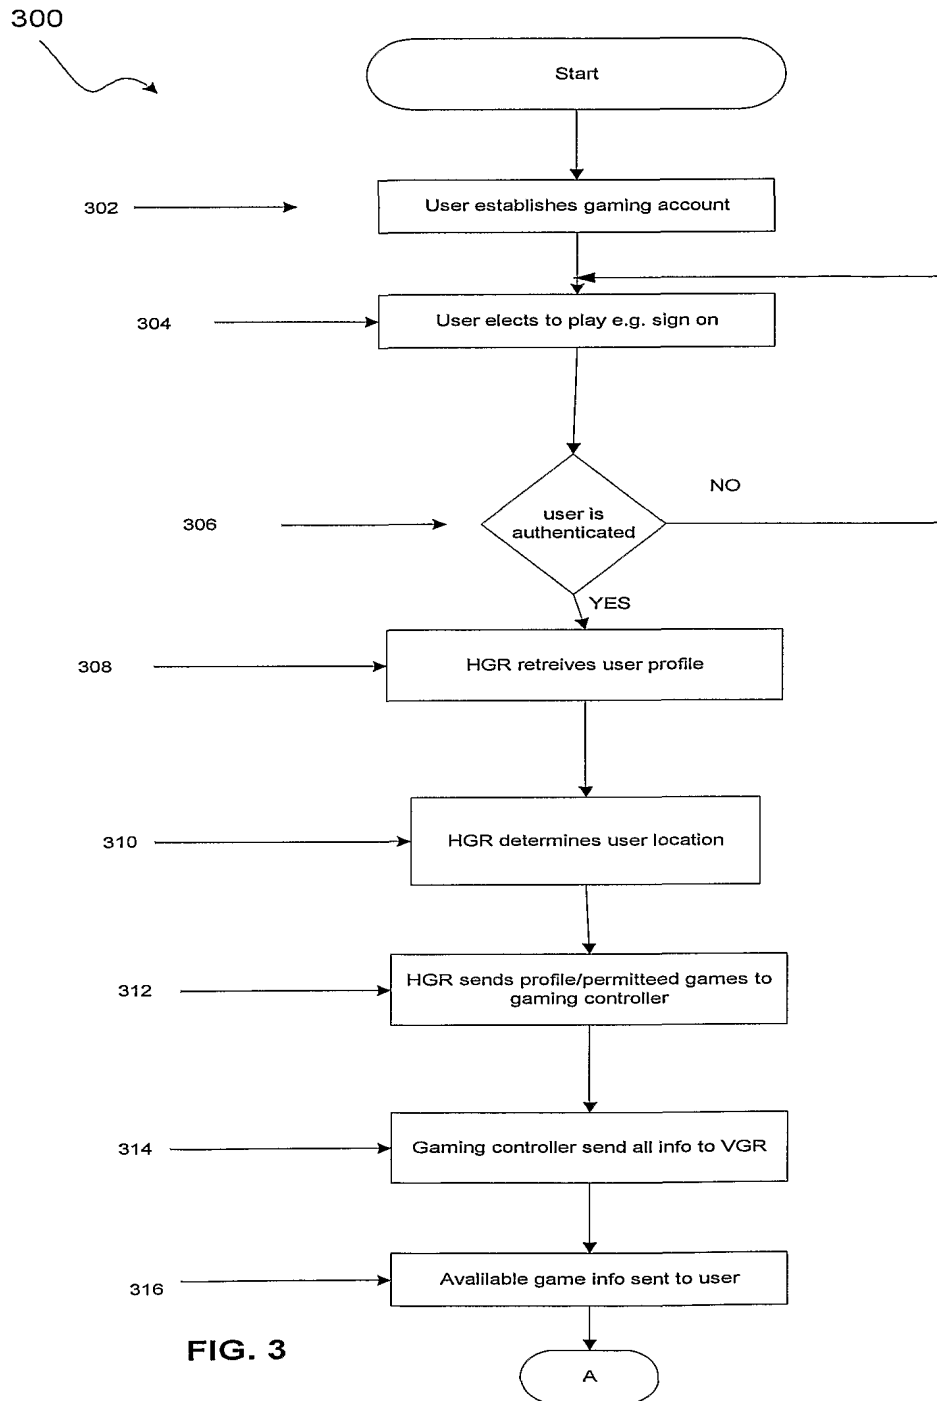 300
Start
302
User establishes gaming account
304
User elects to play e.g. sign on
NO
306
user is
authenticated
YES
308
HGR retreives user profile
310
HGR determines user location
312
HGR sends profile/permitteed games to
gaming controller
314
Gaming controller send all info to VGR
316
Avalilable game info sent to user
FIG. 3
A